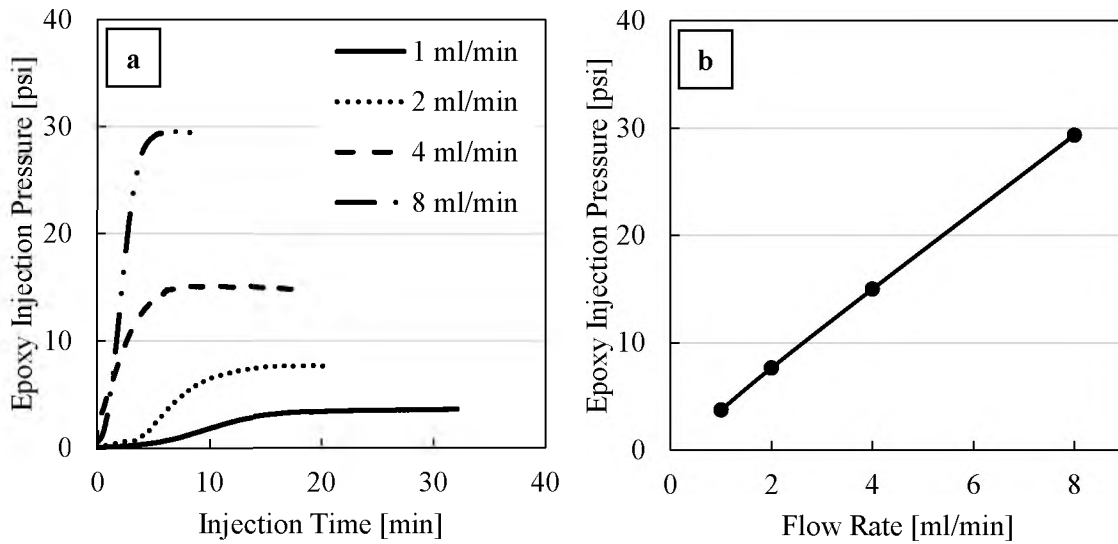 a
1 ml/min
2 ml/min
4 ml/min
8 ml/min
Epoxy Injection Pressure [psi]
40
30
20
10
0
0 10 20 30 40
Injection Time [min]
b
Epoxy Injection Pressure [psi]
40
30
20
10
0
0 2 4 6 8
Flow Rate [ml/min]